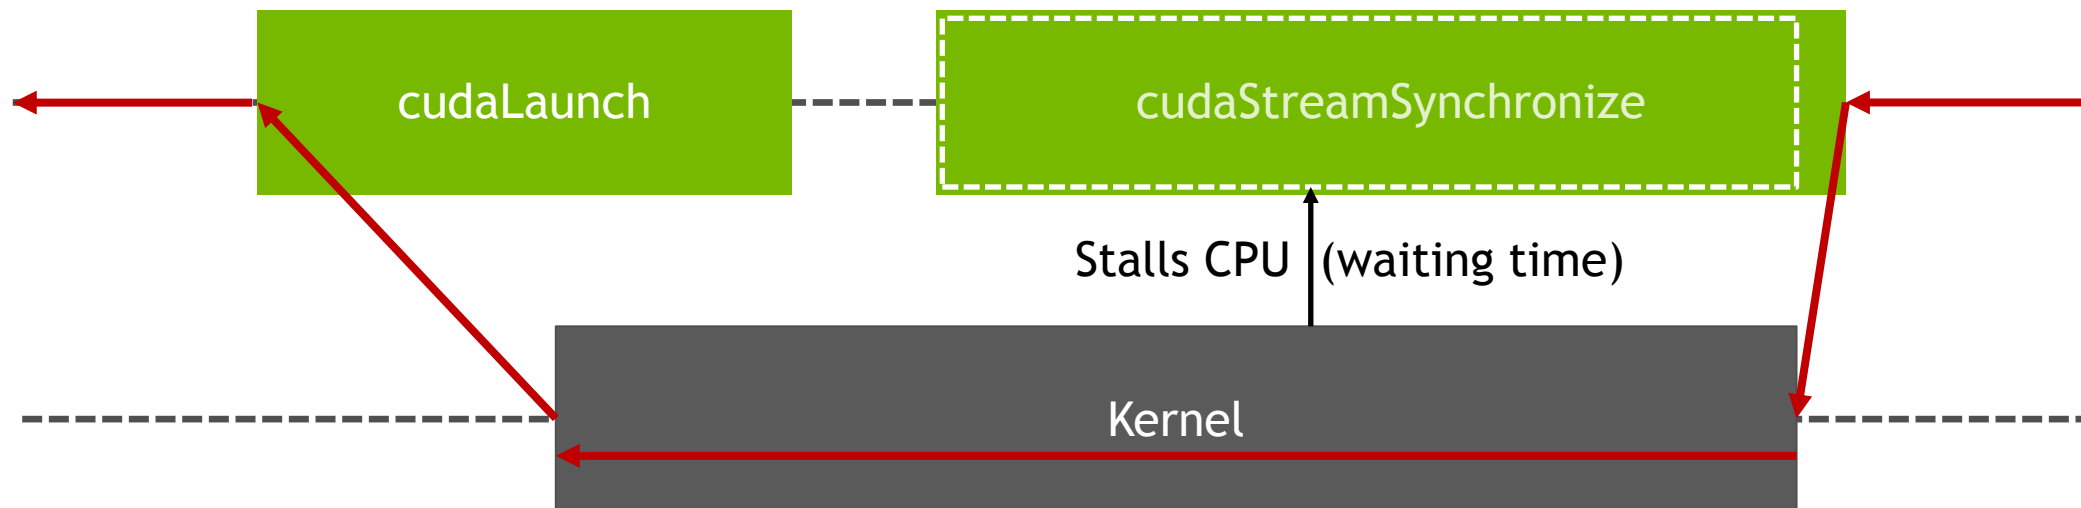 cudaLaunch
cudaStreamSynchronize
Stalls CPU (waiting time)
Kernel